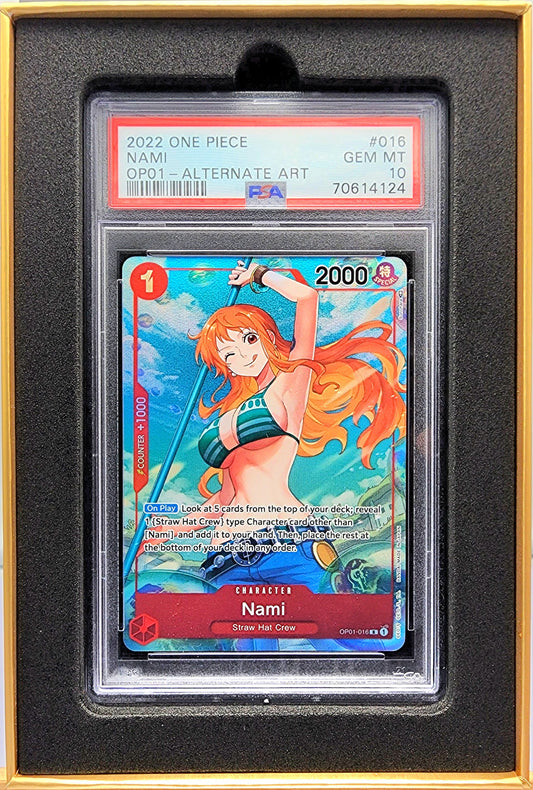 2022 ONE PIECE #016
NAMI GEM MT
OP01 – ALTERNATE ART 10
PSA 70614124
1
2000 特
SPECIAL
⚡COUNTER +1000
On Play Look at 5 cards from the top of your deck; reveal
1 {Straw Hat Crew} type Character card other than
[Nami] and add it to your hand. Then, place the rest at
the bottom of your deck in any order.
CHARACTER
Nami
Straw Hat Crew
OP01-016 R 1